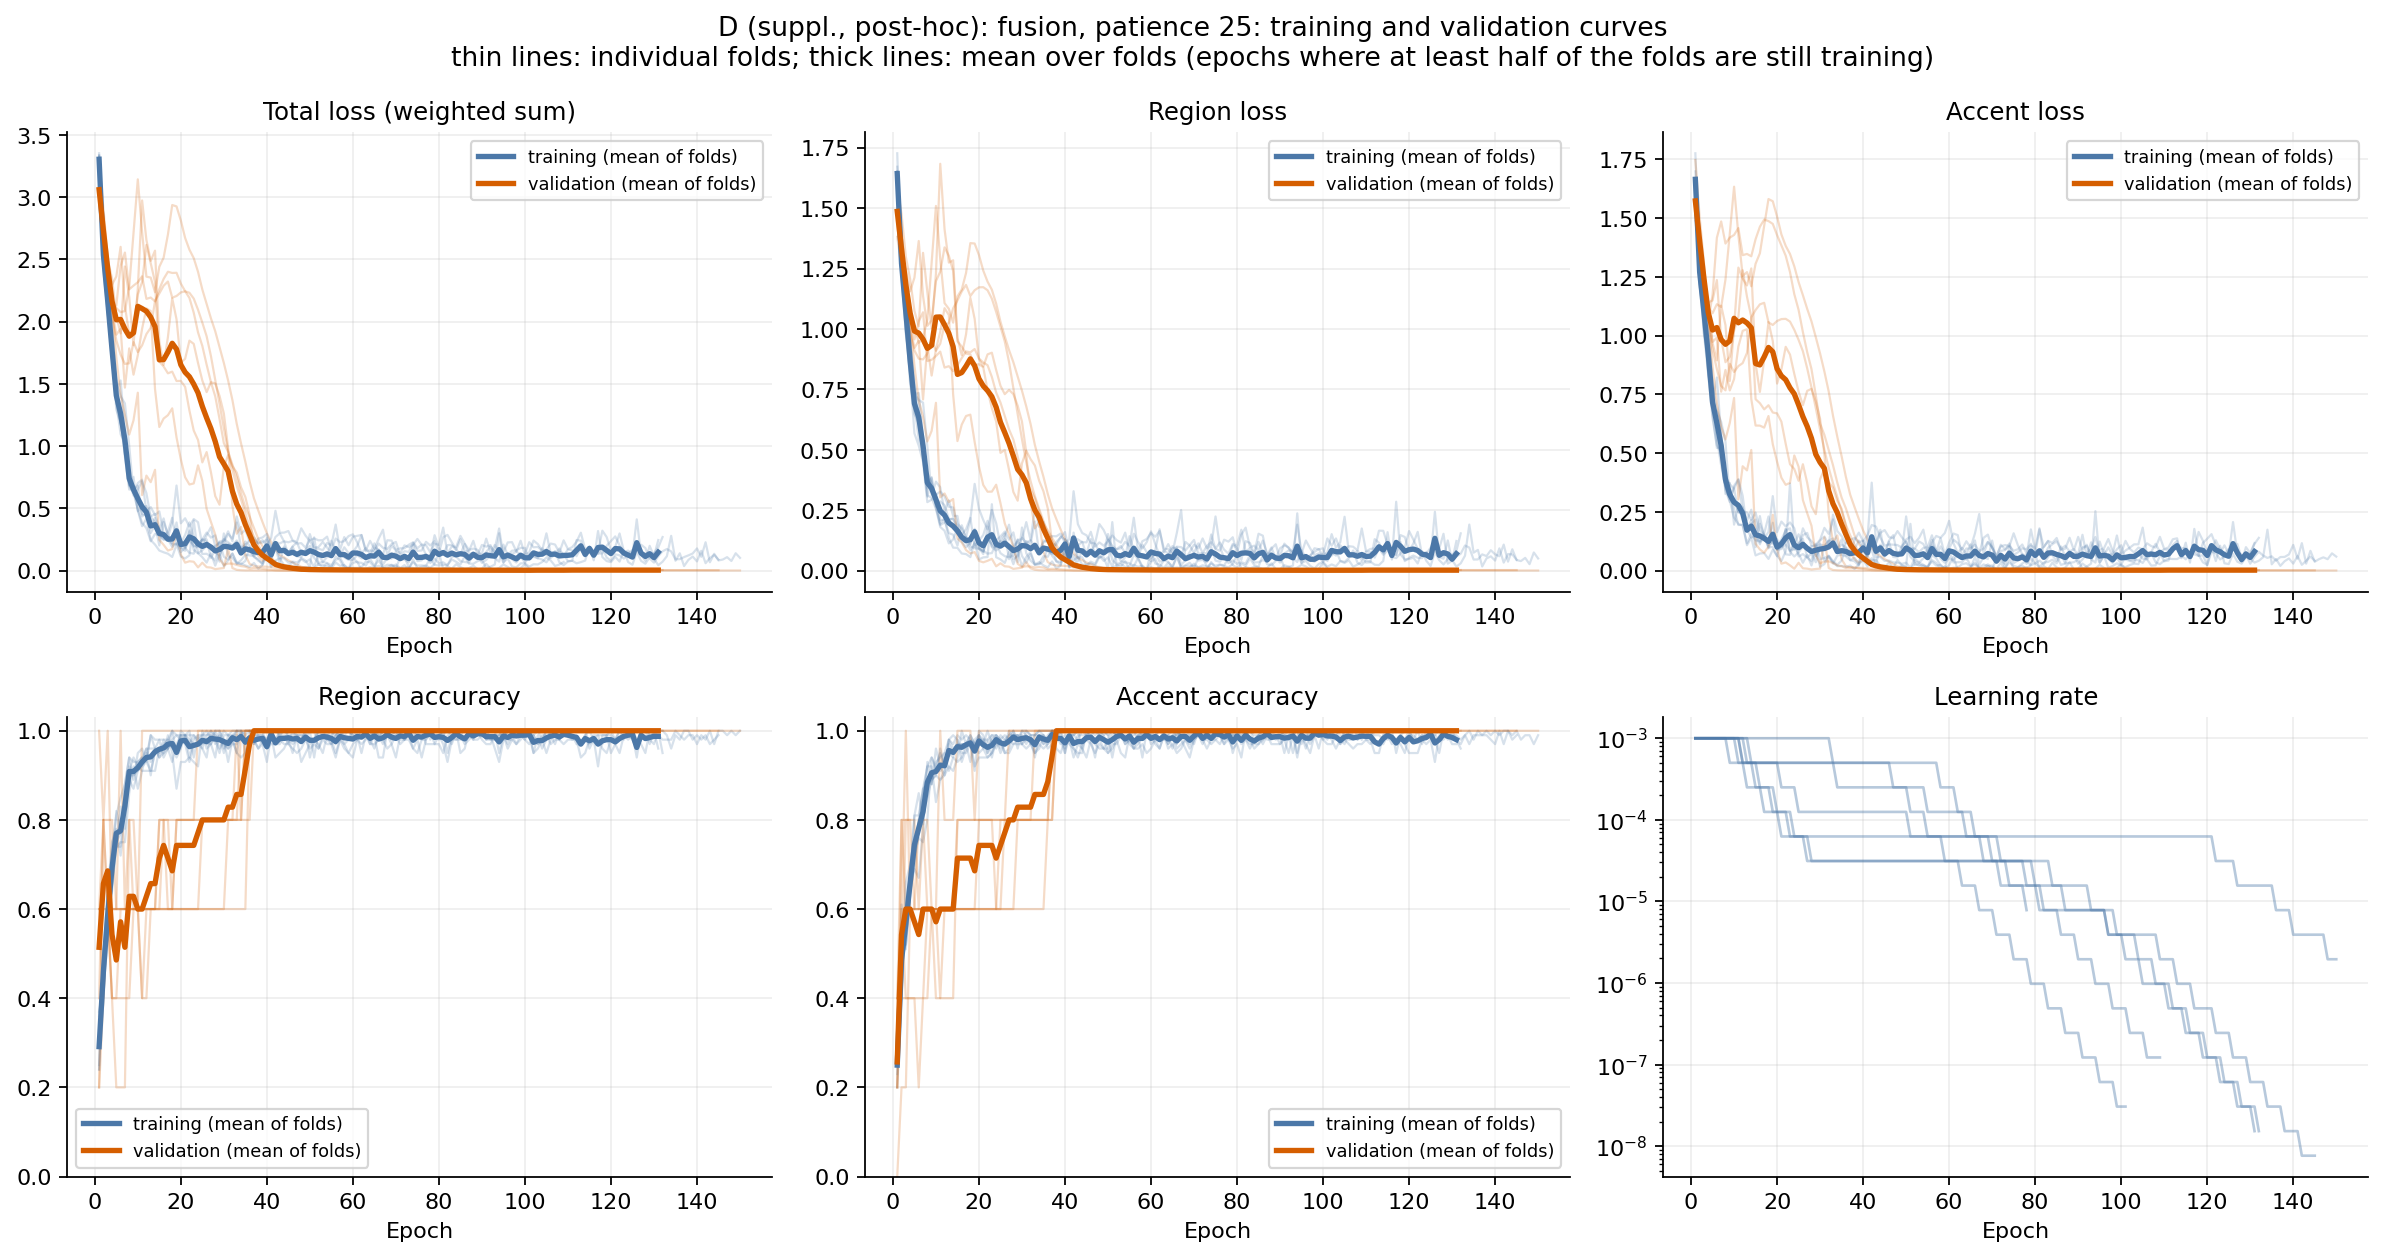 D (suppl., post-hoc): fusion, patience 25: training and validation curves
thin lines: individual folds; thick lines: mean over folds (epochs where at least half of the folds are still training)
Total loss (weighted sum)
3.5
3.0
2.5
2.0
1.5
1.0
0.5
0.0
training (mean of folds)
validation (mean of folds)
0 20 40 60 80 100 120 140
Epoch
Region loss
1.75
1.50
1.25
1.00
0.75
0.50
0.25
0.00
training (mean of folds)
validation (mean of folds)
0 20 40 60 80 100 120 140
Epoch
Accent loss
1.75
1.50
1.25
1.00
0.75
0.50
0.25
0.00
training (mean of folds)
validation (mean of folds)
0 20 40 60 80 100 120 140
Epoch
Region accuracy
1.0
0.8
0.6
0.4
0.2
0.0
training (mean of folds)
validation (mean of folds)
0 20 40 60 80 100 120 140
Epoch
Accent accuracy
1.0
0.8
0.6
0.4
0.2
0.0
training (mean of folds)
validation (mean of folds)
0 20 40 60 80 100 120 140
Epoch
Learning rate
10⁻³
10⁻⁴
10⁻⁵
10⁻⁶
10⁻⁷
10⁻⁸
0 20 40 60 80 100 120 140
Epoch